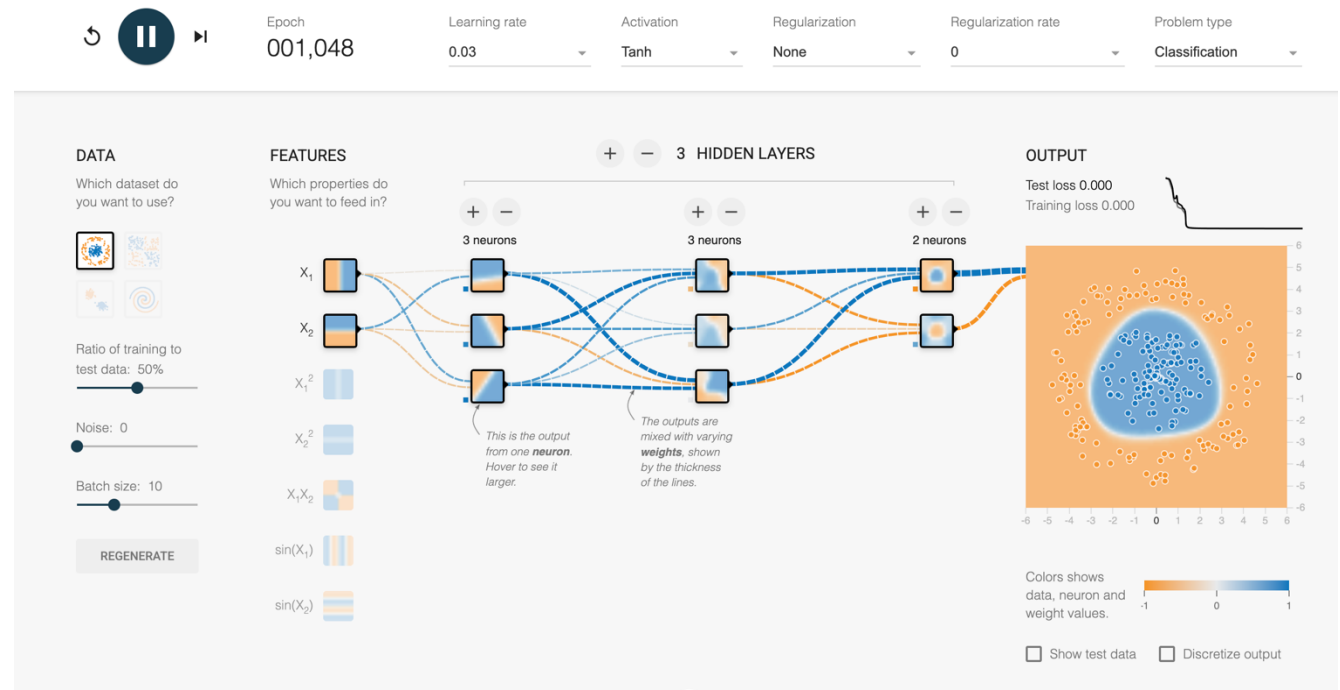 Epoch
001,048
Learning rate
0.03
Activation
Tanh
Regularization
None
Regularization rate
0
Problem type
Classification
DATA
Which dataset do
you want to use?
Ratio of training to
test data: 50%
Noise: 0
Batch size: 10
REGENERATE
FEATURES
Which properties do
you want to feed in?
X₁
X₂
X₁²
X₂²
X₁X₂
sin(X₁)
sin(X₂)
+ − 3 HIDDEN LAYERS
+ −
3 neurons
+ −
3 neurons
+ −
2 neurons
This is the output
from one neuron.
Hover to see it
larger.
The outputs are
mixed with varying
weights, shown
by the thickness
of the lines.
OUTPUT
Test loss 0.000
Training loss 0.000
6
5
4
3
2
1
0
-1
-2
-3
-4
-5
-6
-6 -5 -4 -3 -2 -1 0 1 2 3 4 5 6
Colors shows
data, neuron and
weight values.
-1 0 1
Show test data
Discretize output